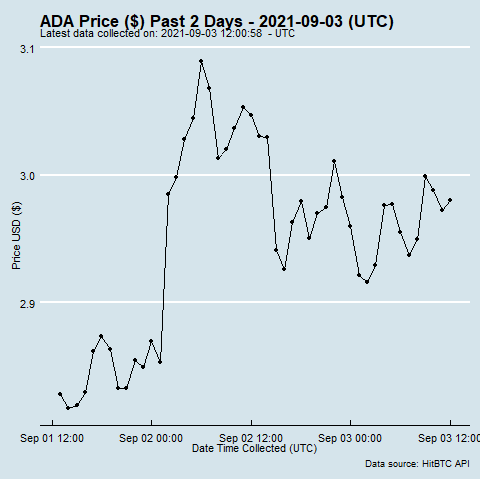 ADA Price ($) Past 2 Days - 2021-09-03 (UTC)
Latest data collected on: 2021-09-03 12:00:58  - UTC
3.1
3.0
2.9
Price USD ($)
Sep 01 12:00
Sep 02 00:00
Sep 02 12:00
Sep 03 00:00
Sep 03 12:00
Date Time Collected (UTC)
Data source: HitBTC API